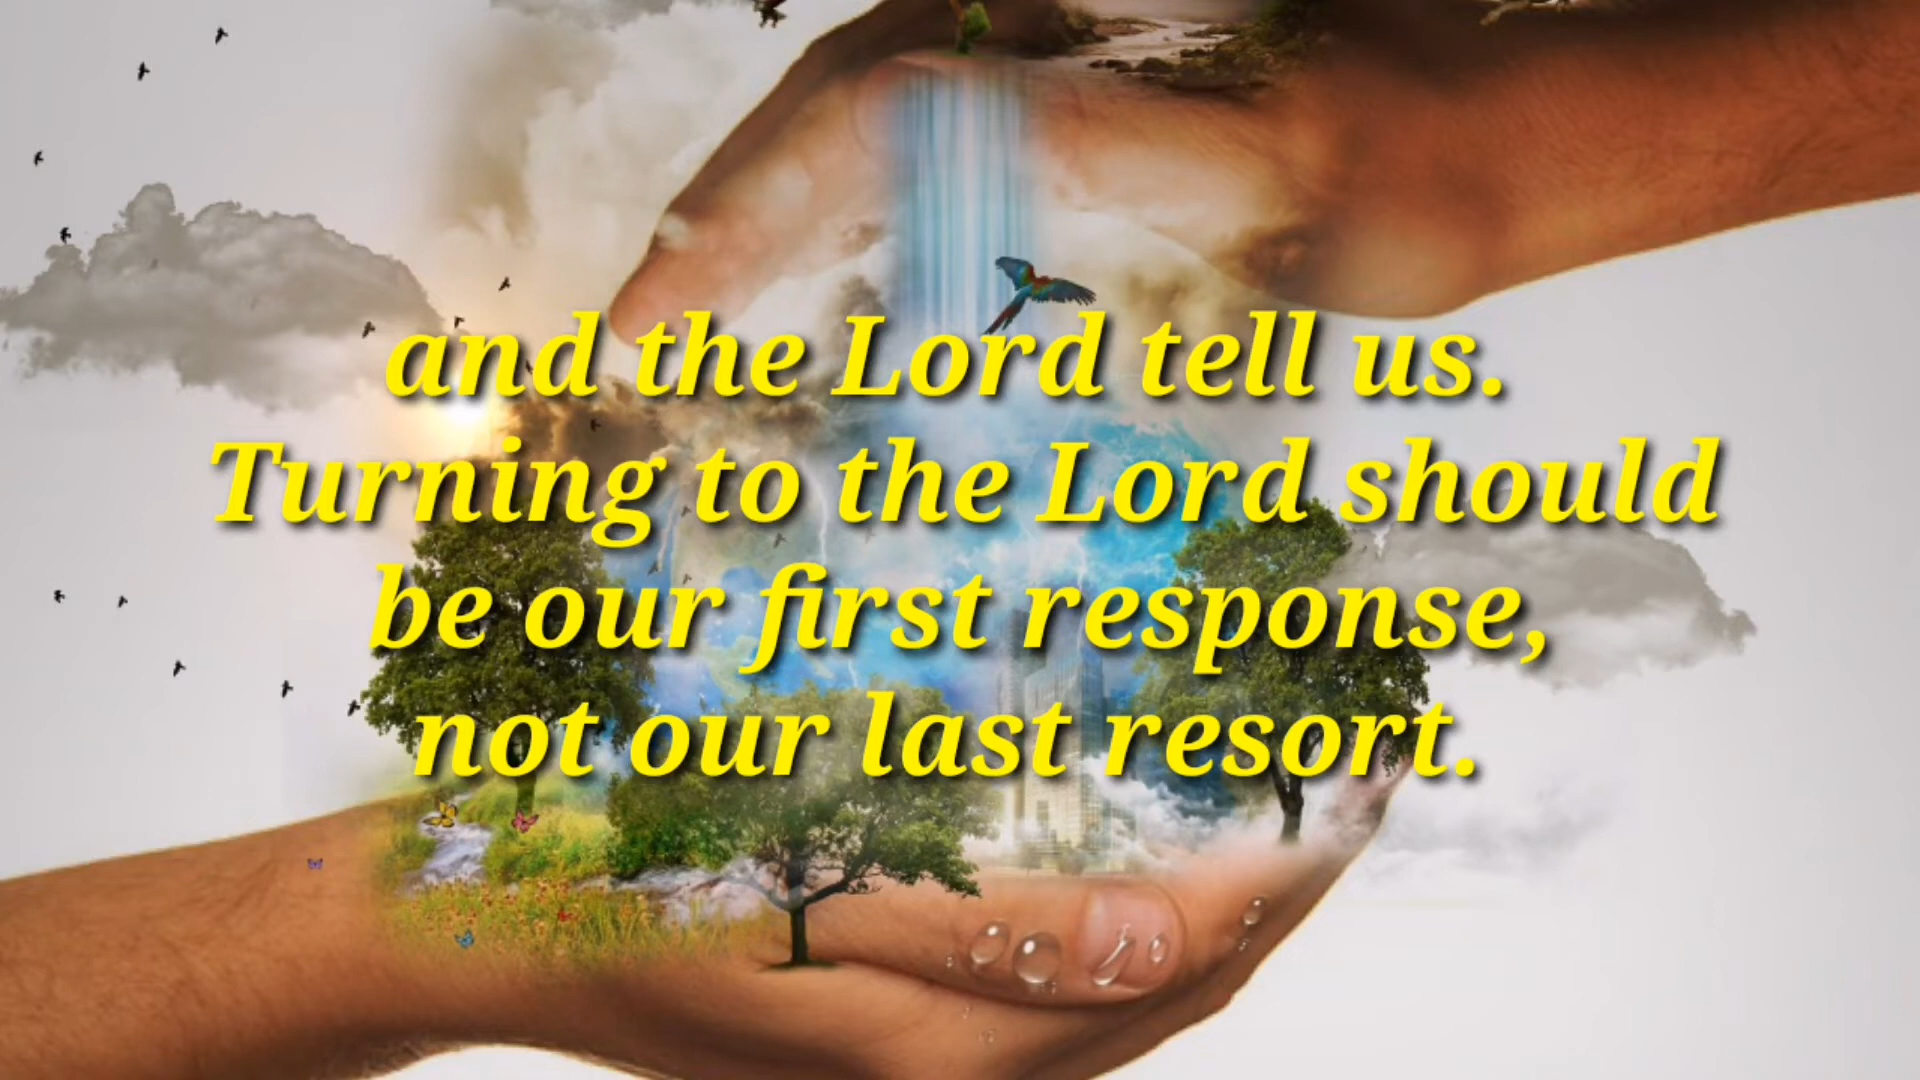 and the Lord tell us.
Turning to the Lord should
be our first response,
not our last resort.